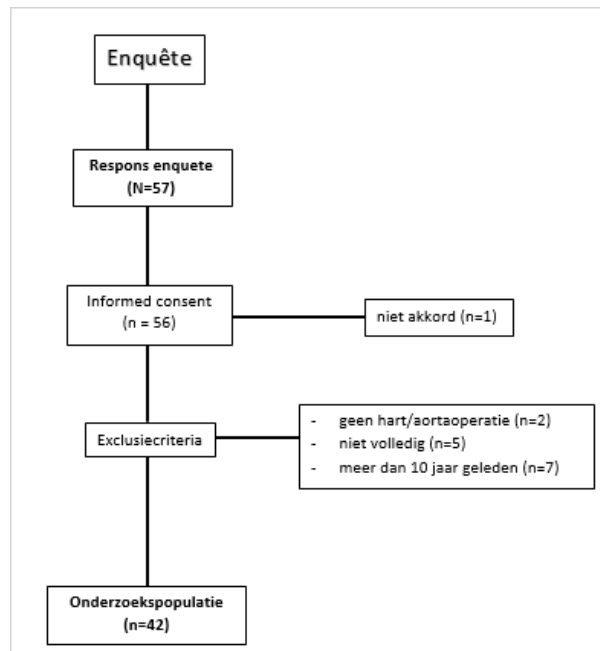 Enquête
Respons enquete
(N=57)
Informed consent
(n = 56)
niet akkord (n=1)
Exclusiecriteria
- geen hart/aortaoperatie (n=2)
- niet volledig (n=5)
- meer dan 10 jaar geleden (n=7)
Onderzoekspopulatie
(n=42)